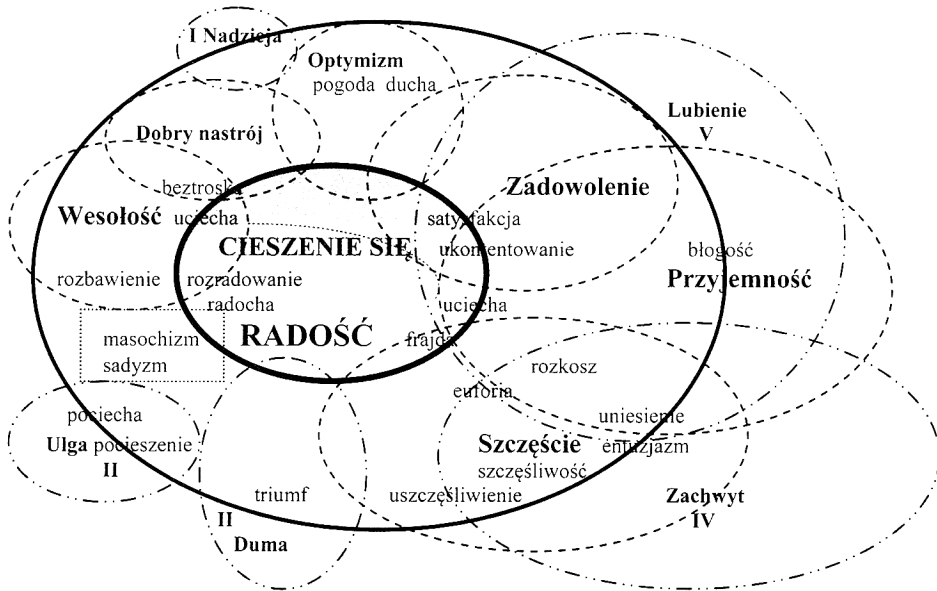 I Nadzieja
Optymizm
pogoda ducha
Lubienie
V
Dobry nastrój
beztroska
Zadowolenie
Wesołość uciecha
satysfakcja
CIESZENIE SIĘ
ukontentowanie
błogość
rozbawienie
rozradowanie
Przyjemność
radocha
uciecha
RADOŚĆ
frajda
masochizm
sadyzm
rozkosz
euforia
pociecha
uniesienie
Ulga pocieszenie
II
Szczęście
entuzjazm
szczęśliwość
triumf
uszczęśliwienie
Zachwyt
IV
II
Duma